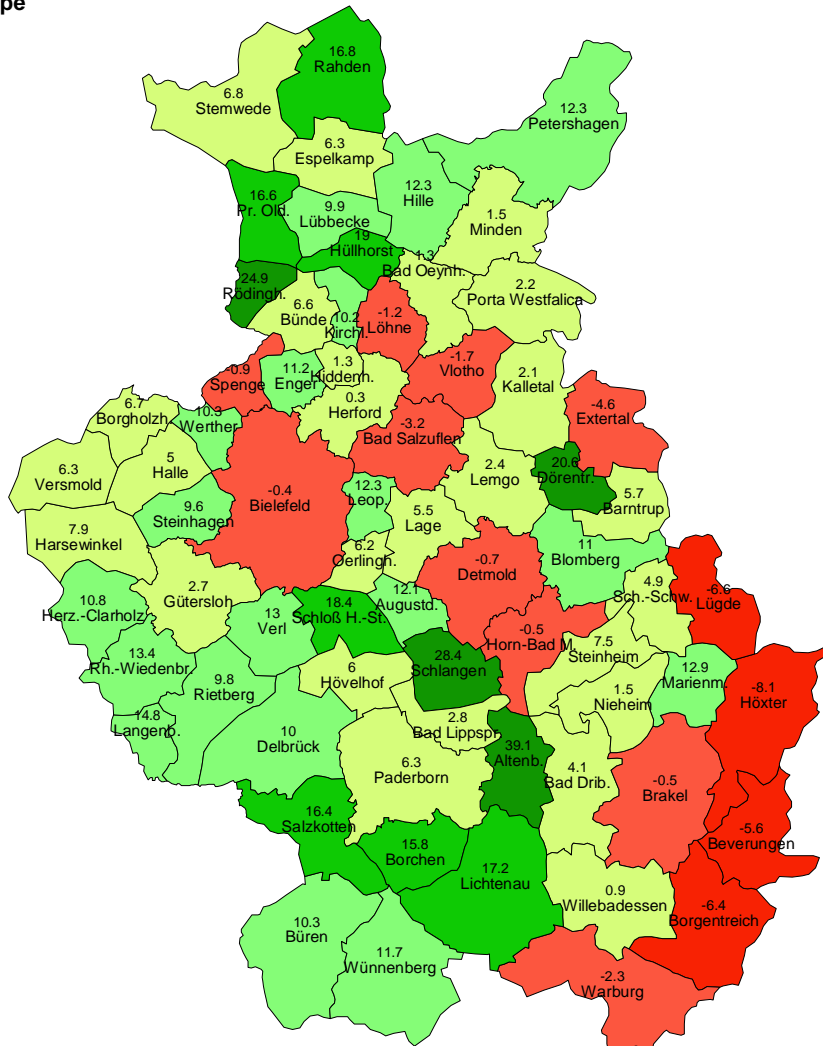 pe
16.8
Rahden
6.8
Stemwede
12.3
Petershagen
6.3
Espelkamp
12.3
Hille
16.6
Pr. Old.
9.9
Lübbecke
1.5
Minden
19
Hüllhorst
1.3
Bad Oeynh.
24.9
Rödingh.
2.2
Porta Westfalica
6.6
Bünde
10.2
Kirchl.
-1.2
Löhne
-0.9
Spenge
11.2
Enger
1.3
Hiddenh.
-1.7
Vlotho
2.1
Kalletal
0.3
Herford
-4.6
Extertal
6.7
Borgholzh.
10.3
Werther
-3.2
Bad Salzuflen
6.3
Versmold
5
Halle
-0.4
Bielefeld
12.3
Leop.
2.4
Lemgo
20.6
Dörentr.
5.7
Barntrup
9.6
Steinhagen
5.5
Lage
7.9
Harsewinkel
6.2
Oerlingh.
-0.7
Detmold
11
Blomberg
10.8
Herz.-Clarholz
2.7
Gütersloh
13
Verl
18.4
Schloß H.-St.
12.1
Augustd.
4.9
Sch.-Schw.
-6.6
Lügde
-0.5
Horn-Bad M.
7.5
Steinheim
13.4
Rh.-Wiedenbr.
9.8
Rietberg
6
Hövelhof
28.4
Schlangen
12.9
Marienm.
-8.1
Höxter
1.5
Nieheim
14.8
Langenb.
10
Delbrück
2.8
Bad Lippspr.
39.1
Altenb.
6.3
Paderborn
4.1
Bad Drib.
-0.5
Brakel
16.4
Salzkotten
15.8
Borchen
-5.6
Beverungen
17.2
Lichtenau
0.9
Willebadessen
-6.4
Borgentreich
10.3
Büren
11.7
Wünnenberg
-2.3
Warburg